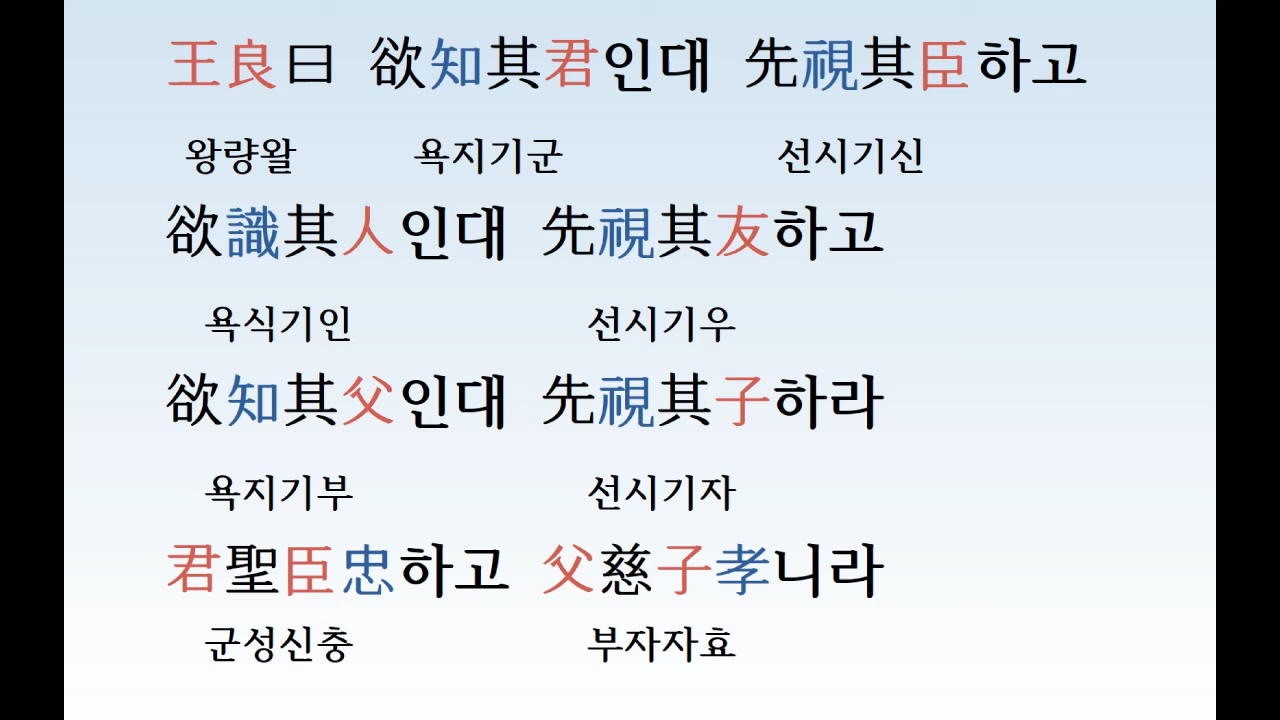 王良曰 欲知其君인대 先視其臣하고
왕량왈 욕지기군 선시기신
欲識其人인대 先視其友하고
욕식기인 선시기우
欲知其父인대 先視其子하라
욕지기부 선시기자
君聖臣忠하고 父慈子孝니라
군성신충 부자자효